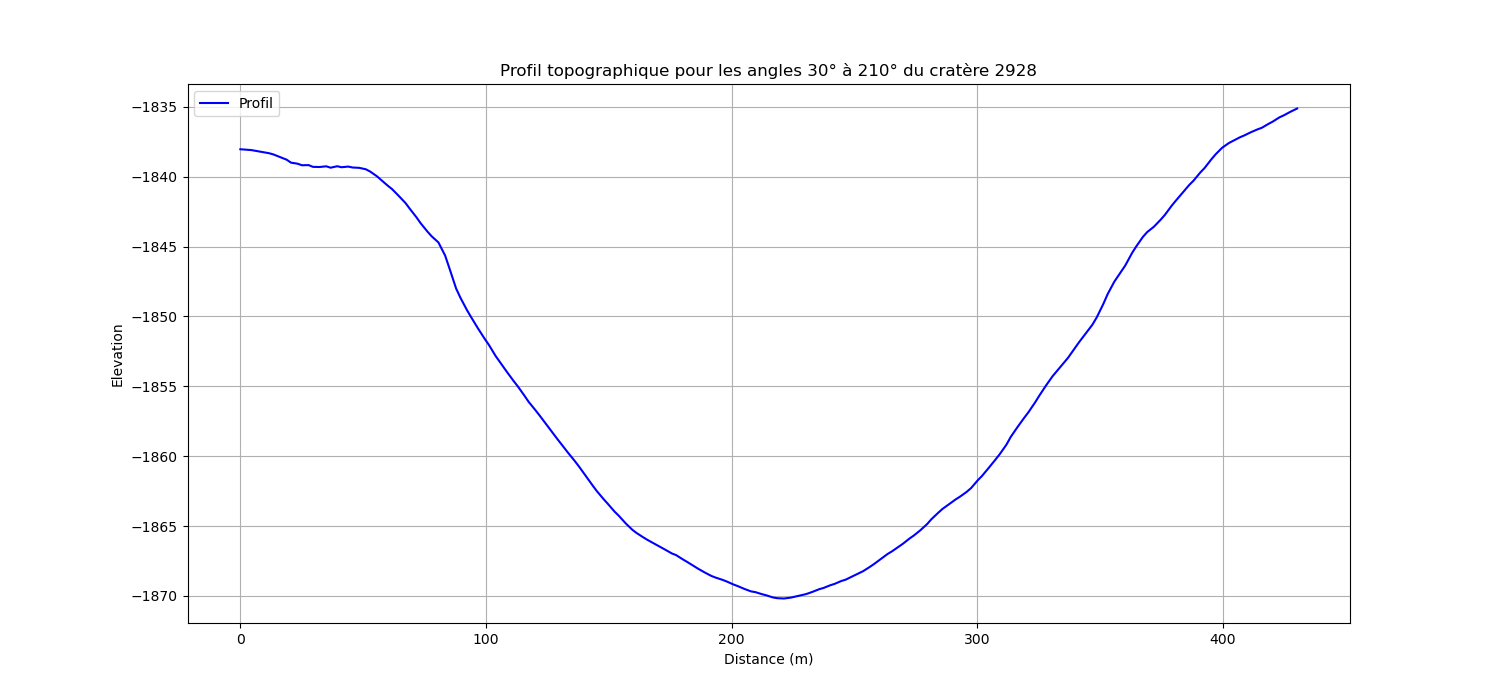 Profil topographique pour les angles 30° à 210° du cratère 2928
Profil
−1835
−1840
−1845
−1850
−1855
−1860
−1865
−1870
Elevation
0 100 200 300 400
Distance (m)